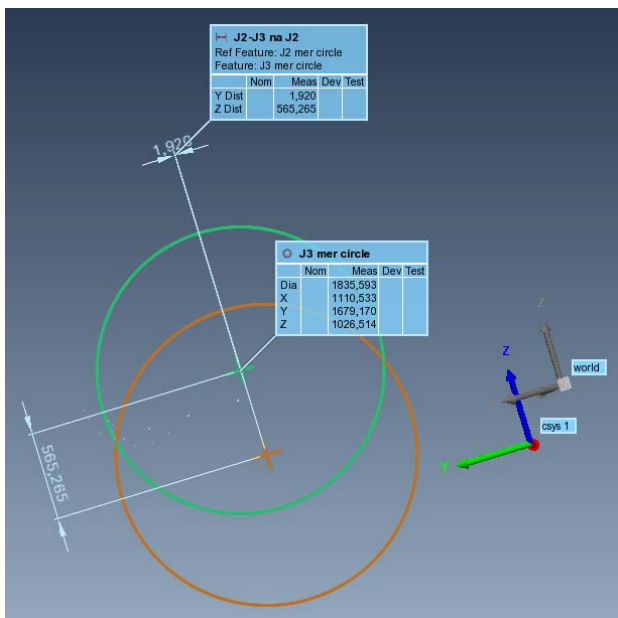 J2-J3 na J2
Ref Feature: J2 mer circle
Feature: J3 mer circle
Nom Meas Dev Test
Y Dist 1,920
Z Dist 565,265
1,920
J3 mer circle
Nom Meas Dev Test
Dia 1835,593
X 1110,533
Y 1679,170
Z 1026,514
Z
Z
world
csys 1
Y
565,265